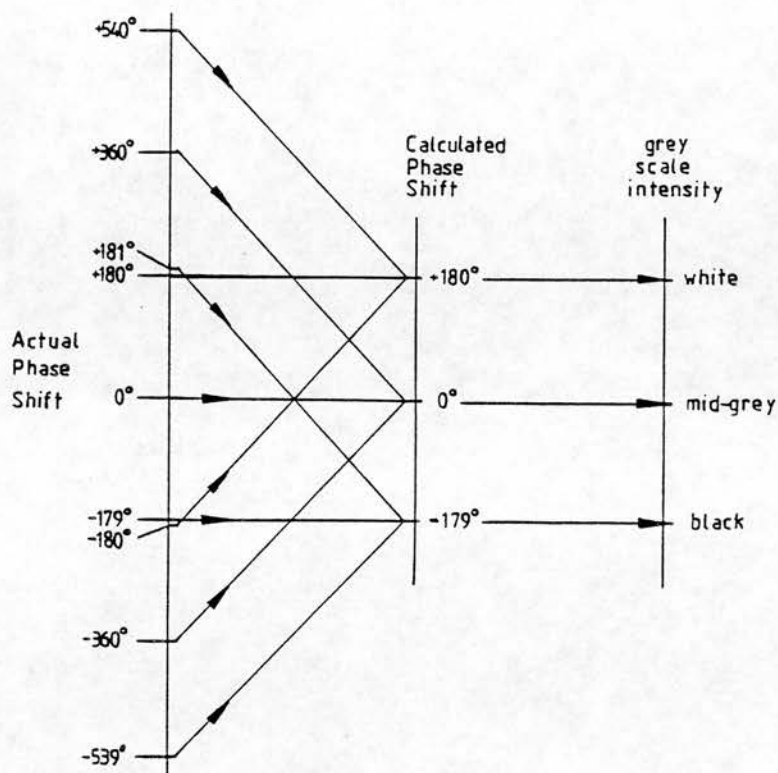 +540°
+360°
+181°
+180°
Actual
Phase
Shift
0°
-179°
-180°
-360°
-539°
Calculated
Phase
Shift
+180°
0°
-179°
grey
scale
intensity
white
mid-grey
black